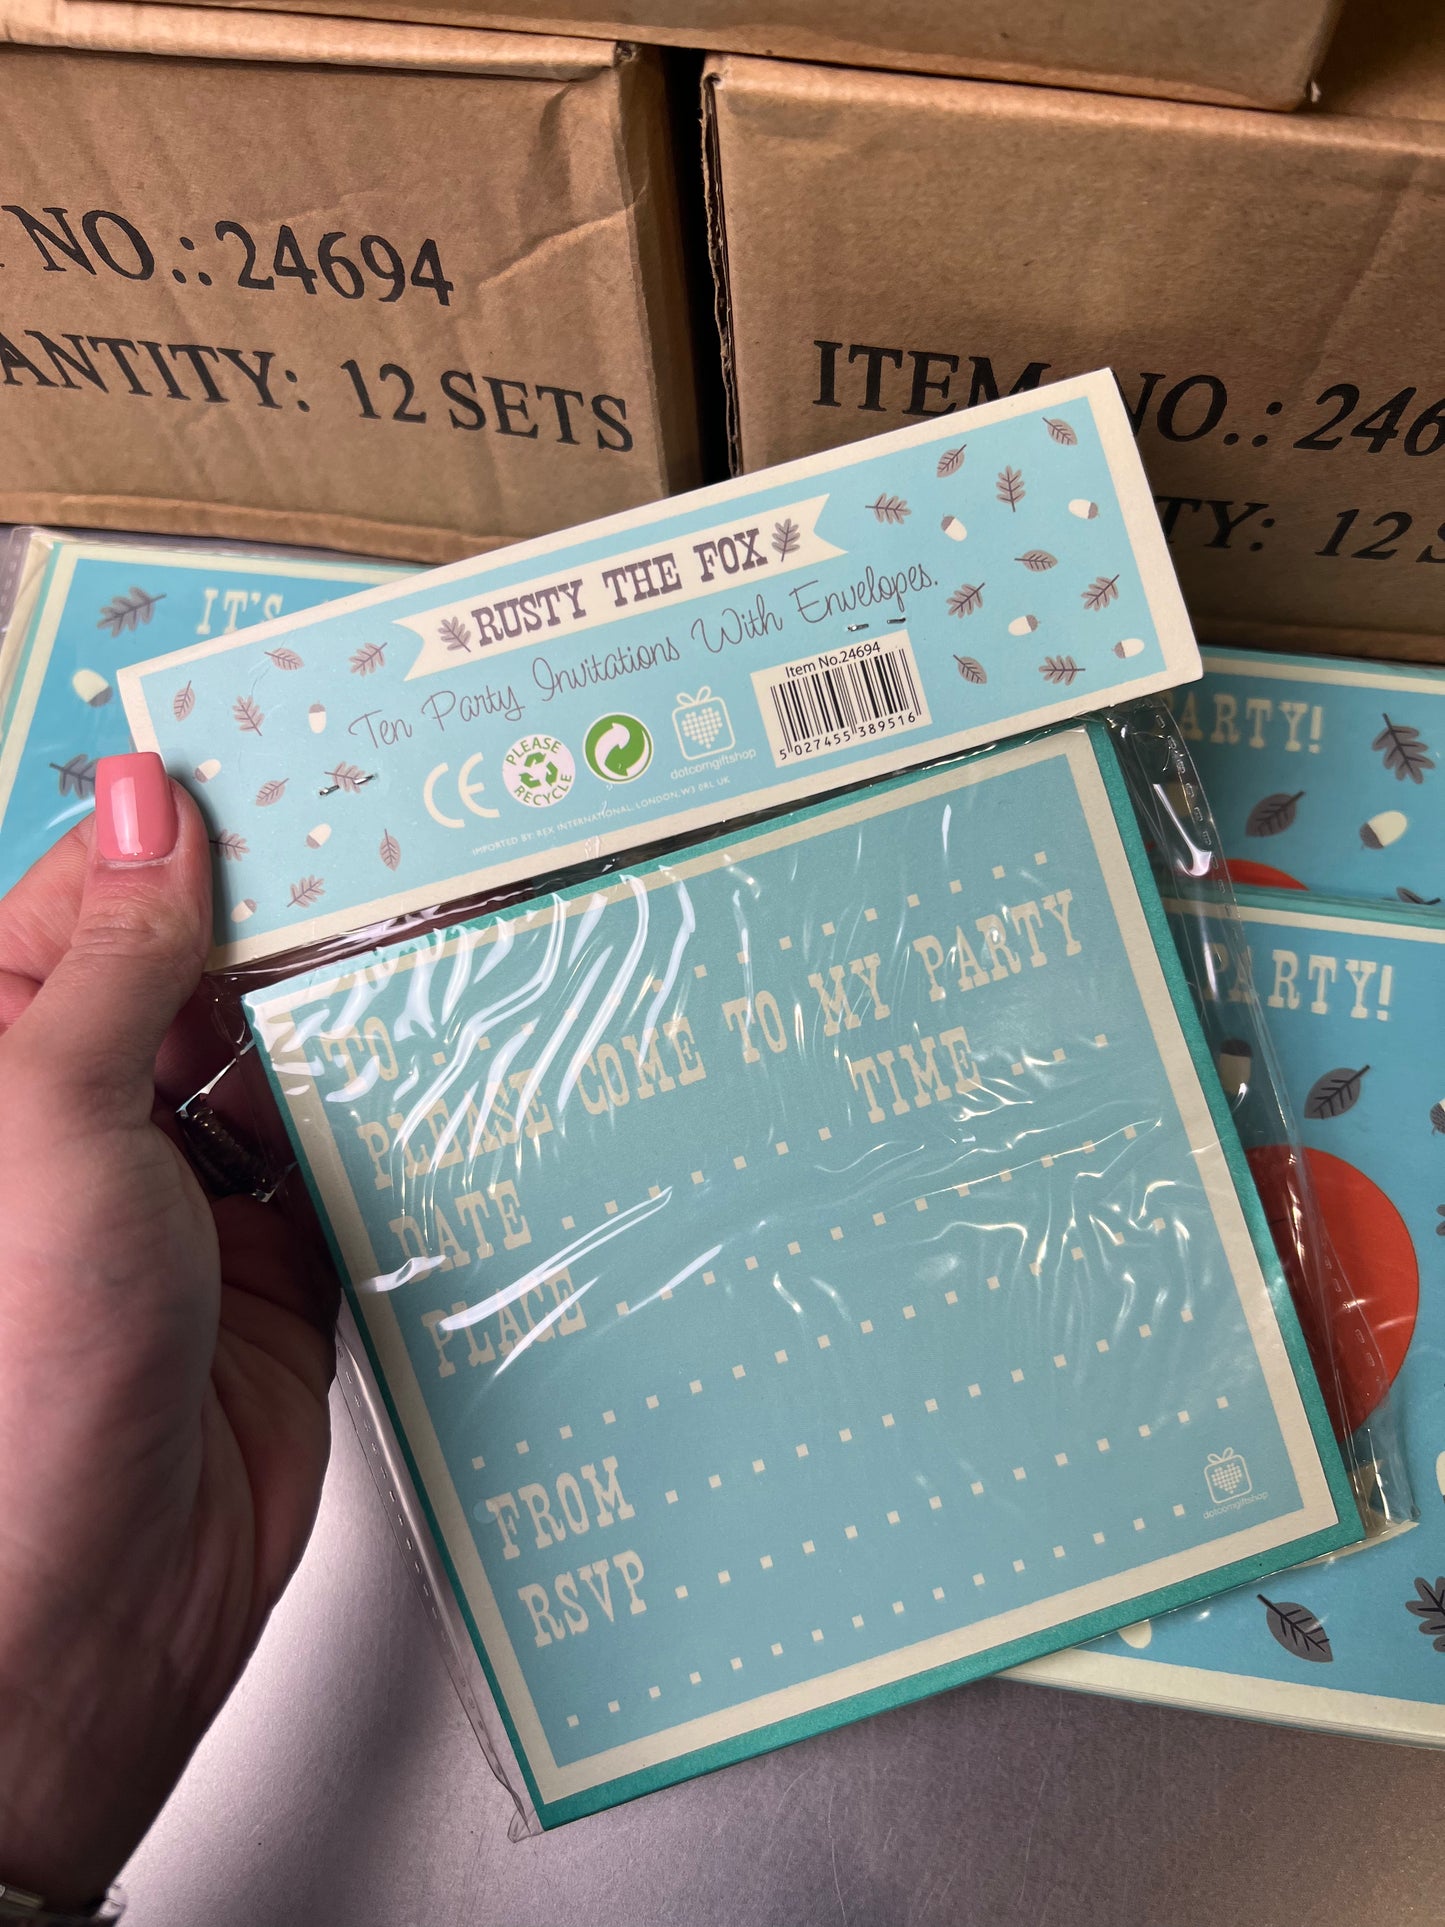 NO.: 24694
ANTITY: 12 SETS
ITEM NO.: 246
TY: 12 S
IT'S
RUSTY THE FOX
Ten Party Invitations With Envelopes.
Item No.24694
5 027455 389516
CE
PLEASE RECYCLE
dotcomgiftshop
IMPORTED BY: REX INTERNATIONAL, LONDON, W3 0RL UK
PARTY!
PARTY!
TO
PLEASE COME TO MY PARTY
DATE TIME
PLACE
FROM
RSVP
dotcomgiftshop